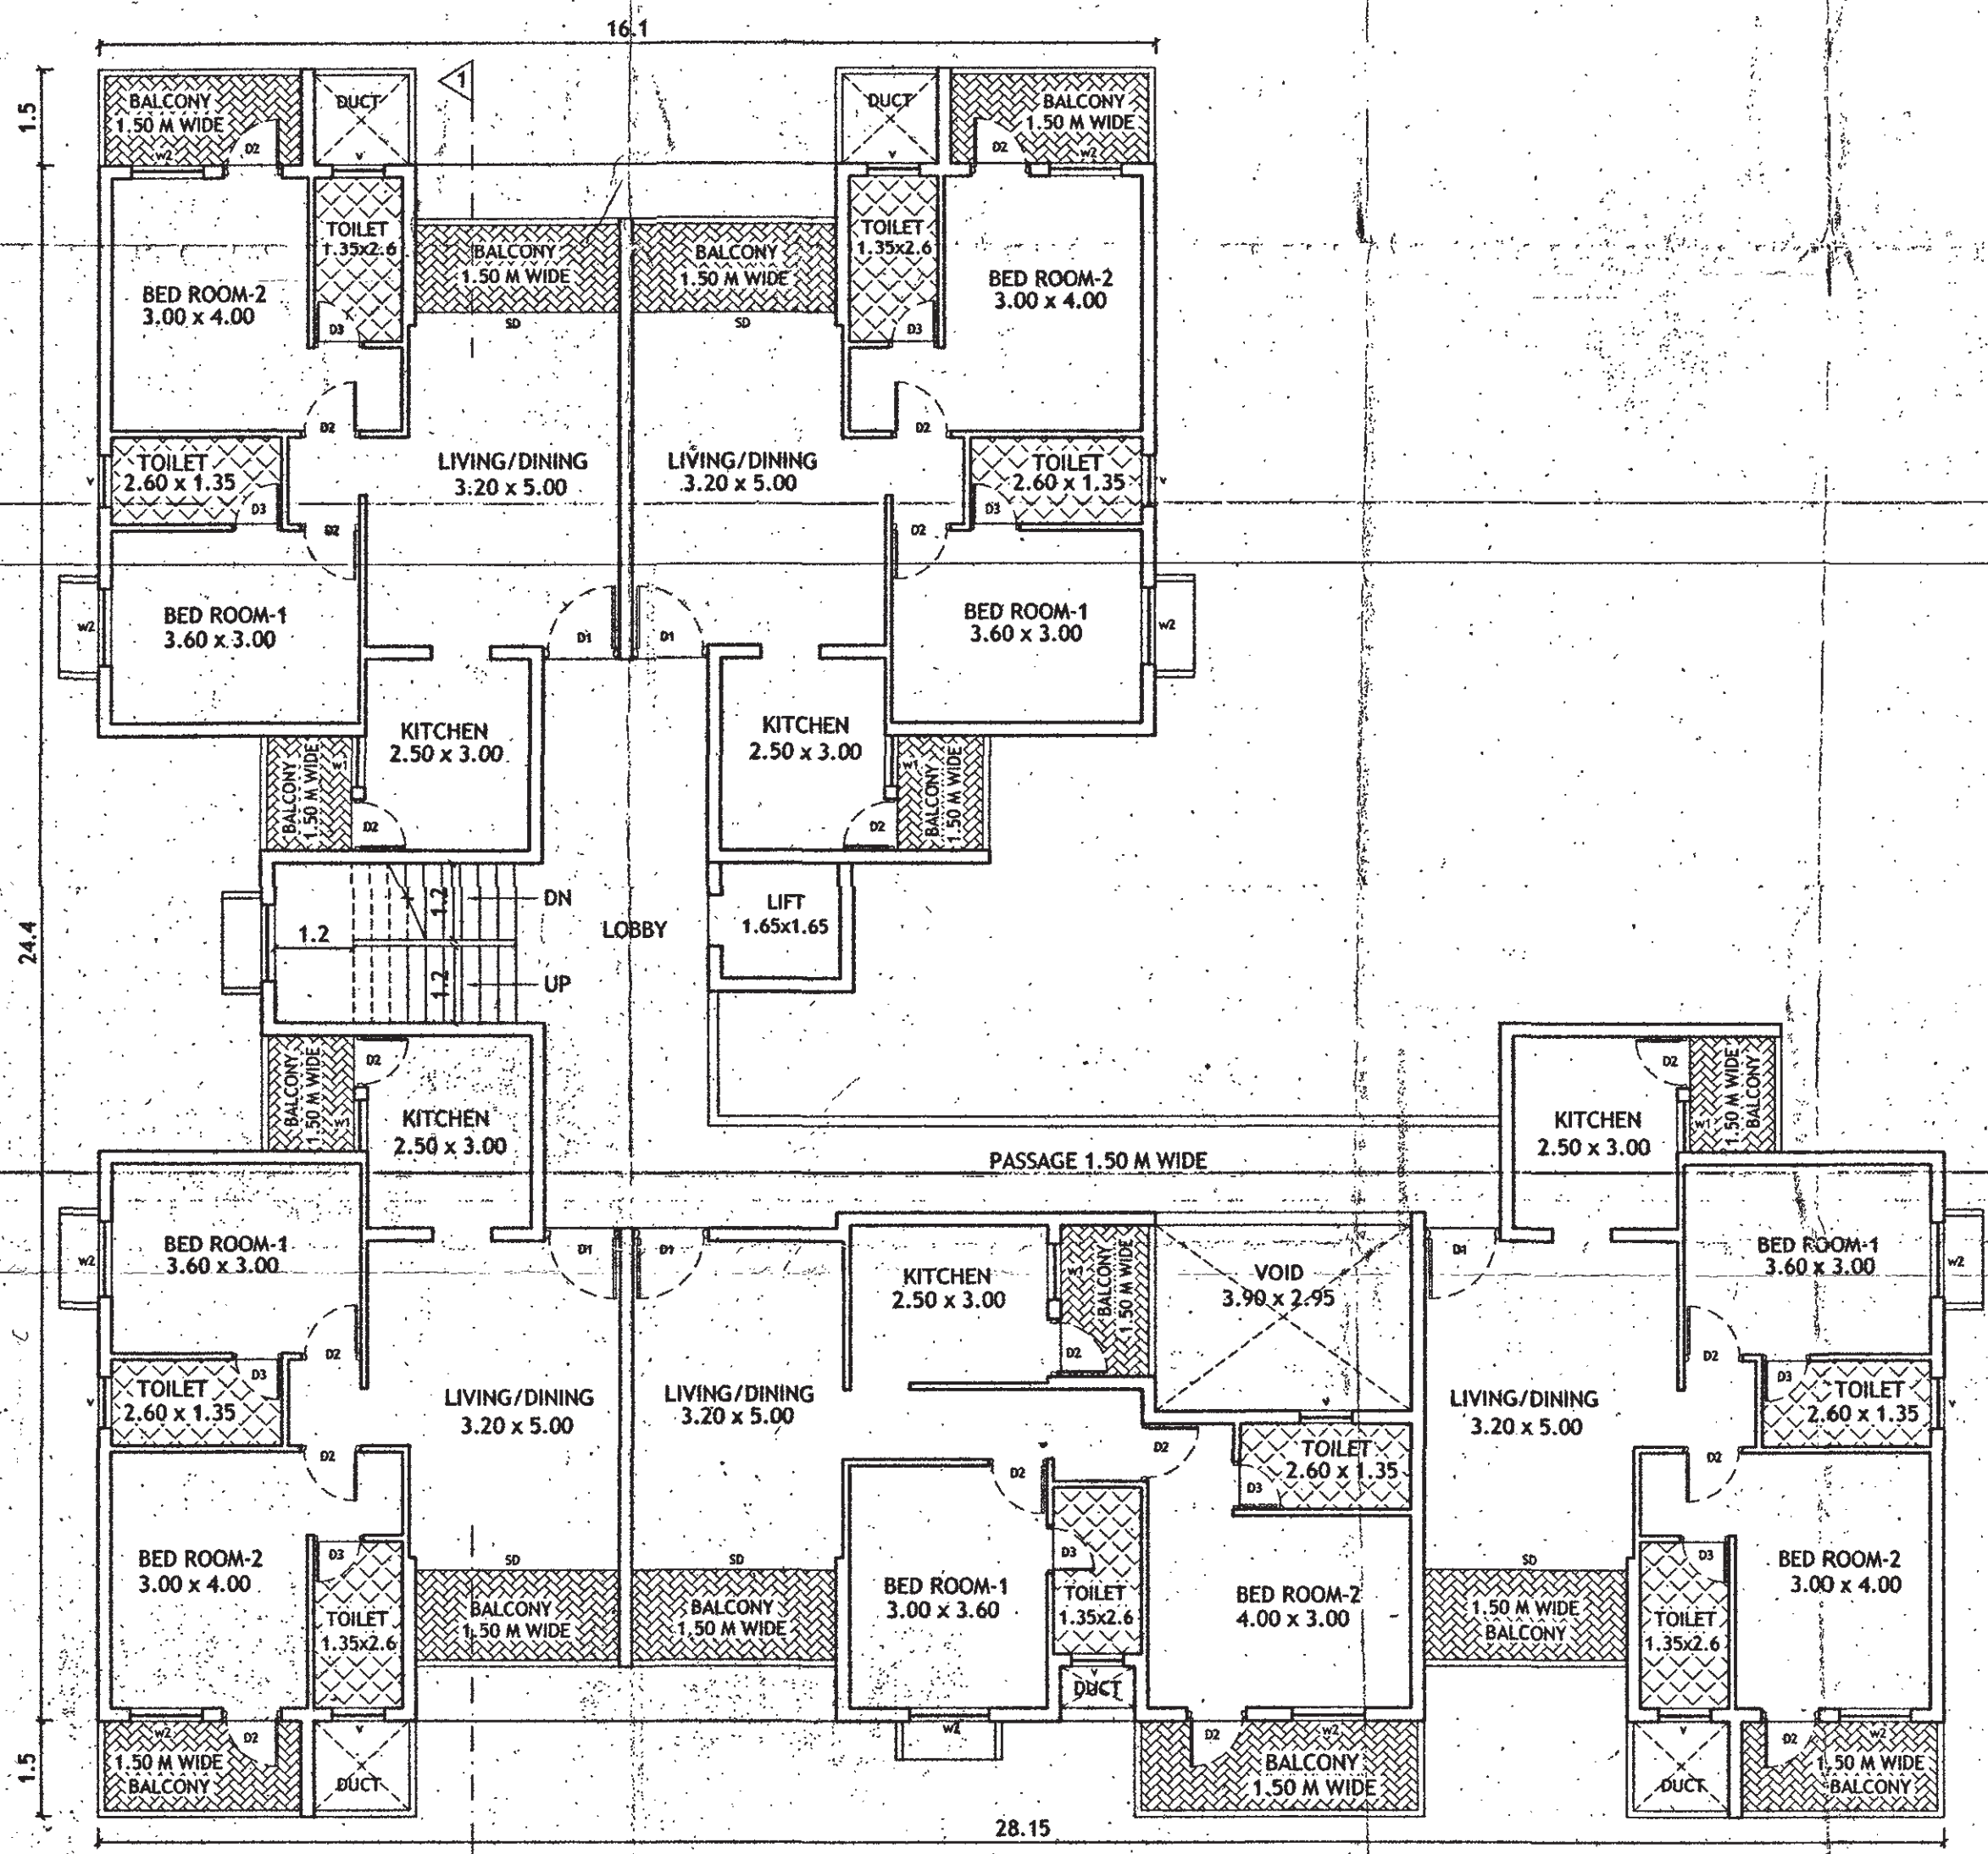 16.1
1.5
BALCONY
1.50 M WIDE
W2
D2
DUCT
V
1
DUCT
V
BALCONY
1.50 M WIDE
D2
W2
TOILET
1.35x2.6
D3
BED ROOM-2
3.00 x 4.00
BALCONY
1.50 M WIDE
SD
BALCONY
1.50 M WIDE
SD
TOILET
1.35x2.6
D3
BED ROOM-2
3.00 x 4.00
D2
D2
TOILET
2.60 x 1.35
V
D3
D2
LIVING/DINING
3.20 x 5.00
LIVING/DINING
3.20 x 5.00
TOILET
2.60 x 1.35
V
D3
D2
BED ROOM-1
3.60 x 3.00
W2
D1
D1
BED ROOM-1
3.60 x 3.00
W2
KITCHEN
2.50 x 3.00
KITCHEN
2.50 x 3.00
BALCONY
1.50 M WIDE
W1
D2
D2
W1
BALCONY
1.50 M WIDE
24.4
1.2
1.2
1.2
DN
UP
LOBBY
LIFT
1.65x1.65
BALCONY
1.50 M WIDE
D2
KITCHEN
2.50 x 3.00
KITCHEN
2.50 x 3.00
D2
W1
1.50 M WIDE
BALCONY
PASSAGE 1.50 M WIDE
BED ROOM-1
3.60 x 3.00
W2
D1
D1
KITCHEN
2.50 x 3.00
BALCONY
1.50 M WIDE
D2
VOID
3.90 x 2.95
V
D1
BED ROOM-1
3.60 x 3.00
W2
D2
D3
TOILET
2.60 x 1.35
V
LIVING/DINING
3.20 x 5.00
LIVING/DINING
3.20 x 5.00
LIVING/DINING
3.20 x 5.00
D2
D3
TOILET
2.60 x 1.35
V
D2
D2
D2
TOILET
2.60 x 1.35
D3
D2
BED ROOM-2
3.00 x 4.00
D3
TOILET
1.35x2.6
SD
BALCONY
1.50 M WIDE
SD
BALCONY
1.50 M WIDE
BED ROOM-1
3.00 x 3.60
D3
TOILET
1.35x2.6
V
DUCT
BED ROOM-2
4.00 x 3.00
SD
1.50 M WIDE
BALCONY
D3
TOILET
1.35x2.6
BED ROOM-2
3.00 x 4.00
1.5
W2
D2
1.50 M WIDE
BALCONY
V
DUCT
W2
D2
W2
BALCONY
1.50 M WIDE
V
DUCT
D2
W2
1.50 M WIDE
BALCONY
28.15